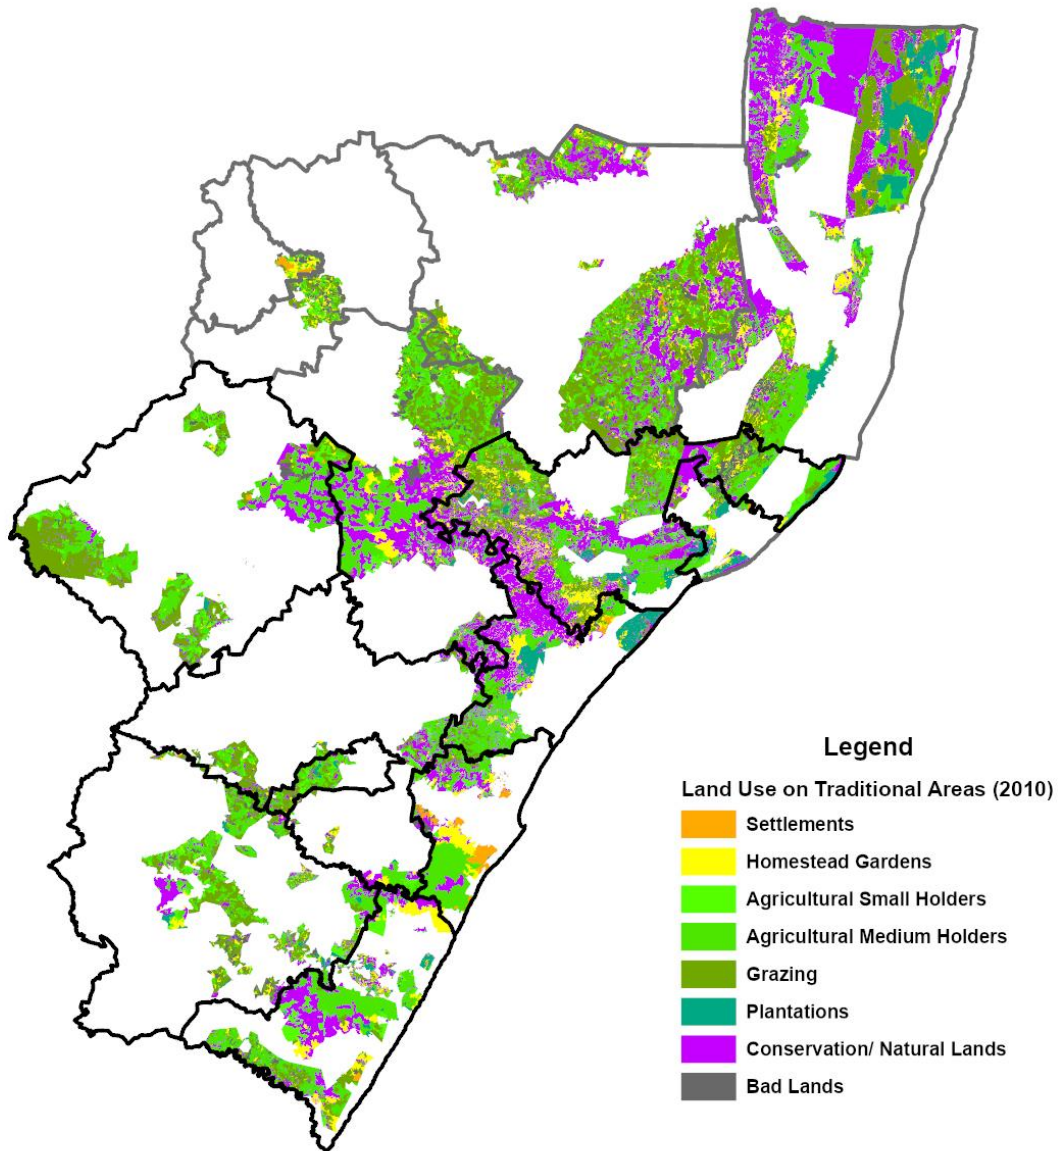 Legend
Land Use on Traditional Areas (2010)
Settlements
Homestead Gardens
Agricultural Small Holders
Agricultural Medium Holders
Grazing
Plantations
Conservation/ Natural Lands
Bad Lands